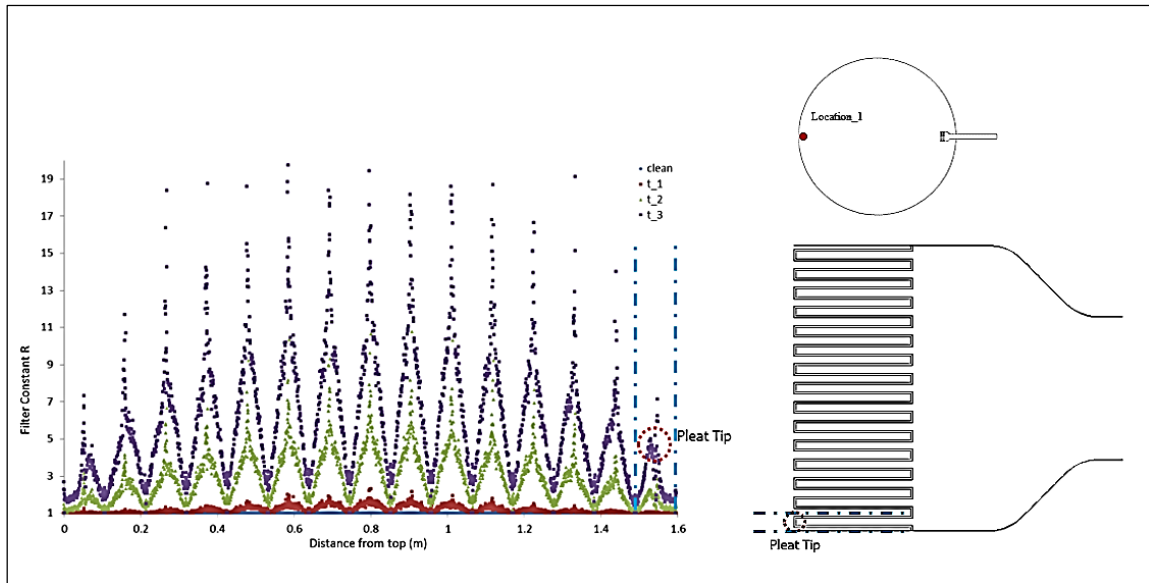 Location_1
19
17
15
13
11
9
7
5
3
1
Filter Constant R
clean
t_1
t_2
t_3
Pleat Tip
0
0.2
0.4
0.6
0.8
1
1.2
1.4
1.6
Distance from top (m)
Pleat Tip